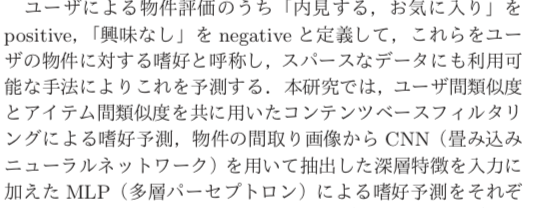 ユーザによる物件評価のうち「内見する，お気に入り」を
positive，「興味なし」を negative と定義して，これらをユー
ザの物件に対する嗜好と呼称し，スパースなデータにも利用可
能な手法によりこれを予測する．本研究では，ユーザ間類似度
とアイテム間類似度を共に用いたコンテンツベースフィルタリ
ングによる嗜好予測，物件の間取り画像から CNN（畳み込み
ニューラルネットワーク）を用いて抽出した深層特徴を入力に
加えた MLP（多層パーセプトロン）による嗜好予測をそれぞ